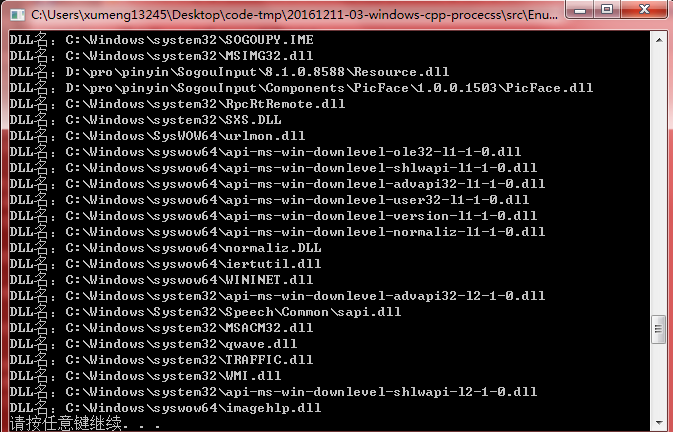 C:\Users\xumeng13245\Desktop\code-tmp\20161211-03-windows-cpp-procecss\src\Enu...
DLL名：C:\Windows\system32\SOGOUPY.IME
DLL名：C:\Windows\system32\MSIMG32.dll
DLL名：D:\pro\pinyin\SogouInput\8.1.0.8588\Resource.dll
DLL名：D:\pro\pinyin\SogouInput\Components\PicFace\1.0.0.1503\PicFace.dll
DLL名：C:\Windows\system32\RpcRtRemote.dll
DLL名：C:\Windows\system32\SXS.DLL
DLL名：C:\Windows\SysWOW64\urlmon.dll
DLL名：C:\Windows\syswow64\api-ms-win-downlevel-ole32-l1-1-0.dll
DLL名：C:\Windows\syswow64\api-ms-win-downlevel-shlwapi-l1-1-0.dll
DLL名：C:\Windows\syswow64\api-ms-win-downlevel-advapi32-l1-1-0.dll
DLL名：C:\Windows\syswow64\api-ms-win-downlevel-user32-l1-1-0.dll
DLL名：C:\Windows\syswow64\api-ms-win-downlevel-version-l1-1-0.dll
DLL名：C:\Windows\syswow64\api-ms-win-downlevel-normaliz-l1-1-0.dll
DLL名：C:\Windows\syswow64\normaliz.DLL
DLL名：C:\Windows\syswow64\iertutil.dll
DLL名：C:\Windows\syswow64\WININET.dll
DLL名：C:\Windows\system32\api-ms-win-downlevel-advapi32-l2-1-0.dll
DLL名：C:\Windows\System32\Speech\Common\sapi.dll
DLL名：C:\Windows\system32\MSACM32.dll
DLL名：C:\Windows\system32\qwave.dll
DLL名：C:\Windows\system32\TRAFFIC.dll
DLL名：C:\Windows\system32\WMI.dll
DLL名：C:\Windows\system32\api-ms-win-downlevel-shlwapi-l2-1-0.dll
DLL名：C:\Windows\syswow64\imagehlp.dll
请按任意键继续. . .